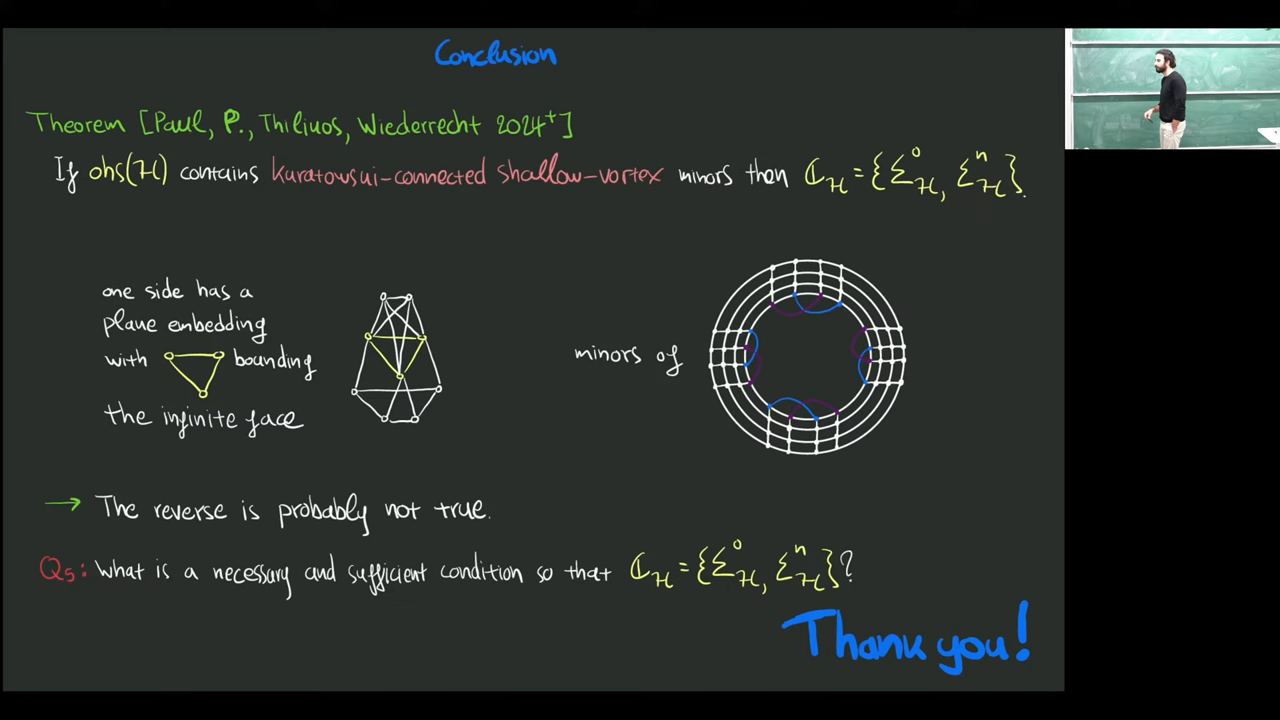 Conclusion
Theorem [Paul, P., Thiliuos, Wiederrecht 2024⁺]
If obs(ℋ) contains kuratowsui-connected shallow-vortex minors then ℂ_ℋ = {Σ⁰_ℋ, Σⁿ_ℋ}.
one side has a
plane embedding
with bounding
the infinite face
minors of
→ The reverse is probably not true.
Q5: What is a necessary and sufficient condition so that ℂ_ℋ = {Σ⁰_ℋ, Σⁿ_ℋ}?
Thank you!